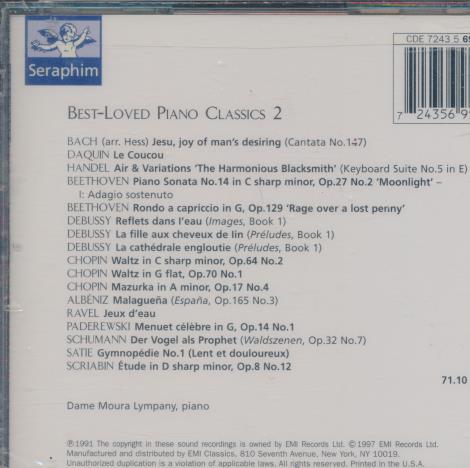 CDE 7243 5 69
Seraphim
BEST-LOVED PIANO CLASSICS 2
7 24356 9
BACH (arr. Hess) Jesu, joy of man's desiring (Cantata No.147)
DAQUIN Le Coucou
HANDEL Air & Variations 'The Harmonious Blacksmith' (Keyboard Suite No.5 in E)
BEETHOVEN Piano Sonata No.14 in C sharp minor, Op.27 No.2 'Moonlight' –
I: Adagio sostenuto
BEETHOVEN Rondo a capriccio in G, Op.129 'Rage over a lost penny'
DEBUSSY Reflets dans l'eau (Images, Book 1)
DEBUSSY La fille aux cheveux de lin (Préludes, Book 1)
DEBUSSY La cathédrale engloutie (Préludes, Book 1)
CHOPIN Waltz in C sharp minor, Op.64 No.2
CHOPIN Waltz in G flat, Op.70 No.1
CHOPIN Mazurka in A minor, Op.17 No.4
ALBÉNIZ Malagueña (España, Op.165 No.3)
RAVEL Jeux d'eau
PADEREWSKI Menuet célèbre in G, Op.14 No.1
SCHUMANN Der Vogel als Prophet (Waldszenen, Op.32 No.7)
SATIE Gymnopédie No.1 (Lent et douloureux)
SCRIABIN Étude in D sharp minor, Op.8 No.12
71.10
Dame Moura Lympany, piano
℗1991 The copyright in these sound recordings is owned by EMI Records Ltd. ©1997 EMI Records Ltd.
Manufactured and distributed by EMI Classics, 810 Seventh Avenue, New York, NY 10019.
Unauthorized duplication is a violation of applicable laws. All rights reserved. Printed in the U.S.A.